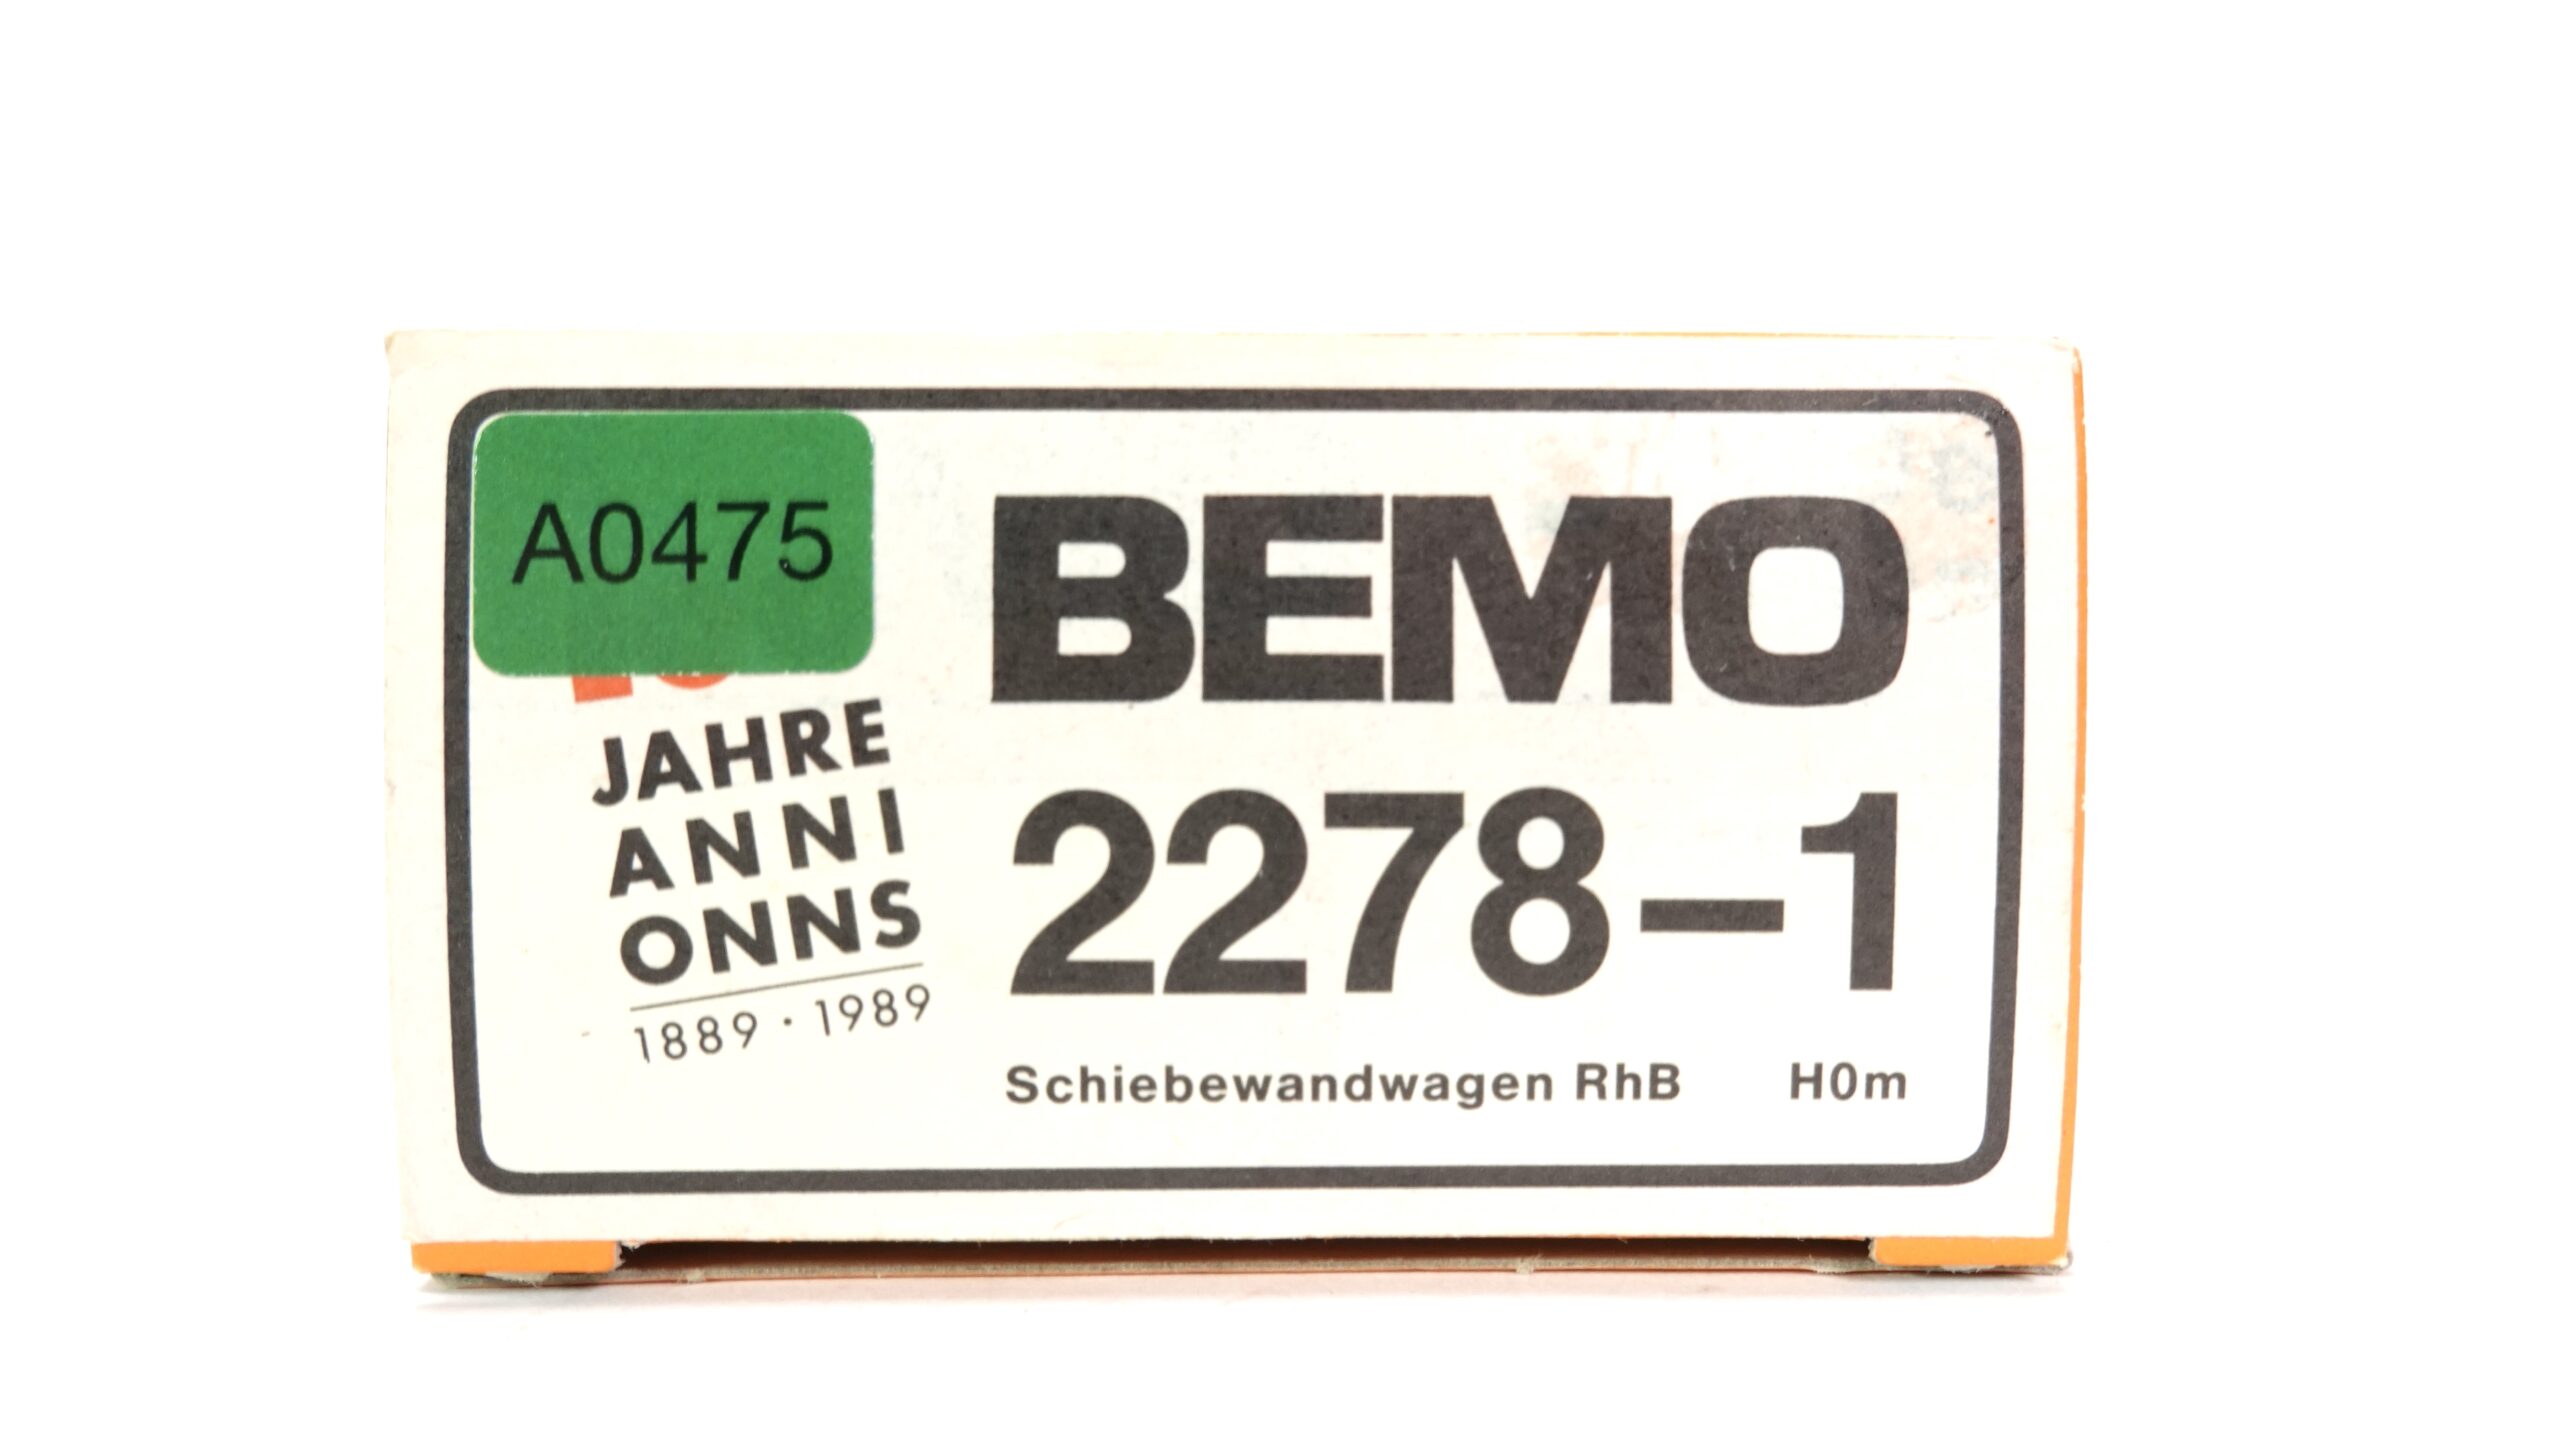 A0475
JAHRE
ANNI
ONNS
1889 · 1989
BEMO
2278-1
Schiebewandwagen RhB H0m